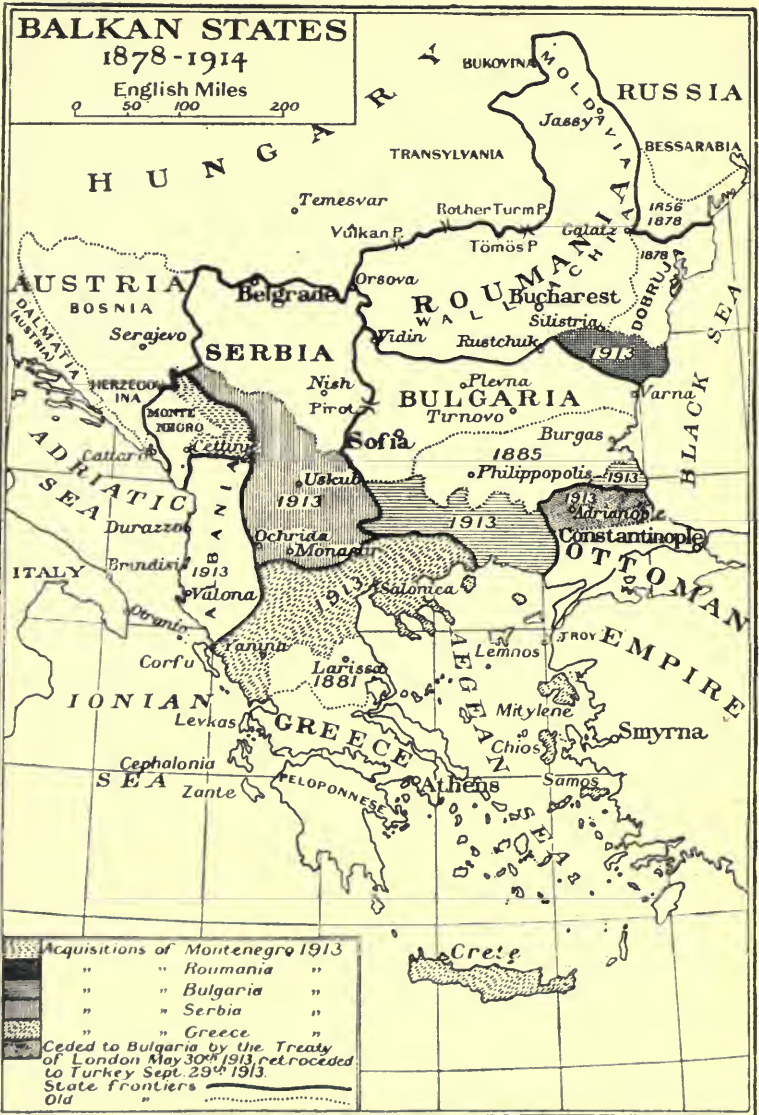 BALKAN STATES
1878-1914
English Miles
0 50 100 200
HUNGARY
BUKOVINA
MOLDAVIA
RUSSIA
Jassy
TRANSYLVANIA
BESSARABIA
Temesvar
Rother Turm P.
1856
1878
Vulkan P.
Tömös P.
Galatz
1878
AUSTRIA
BOSNIA
Orsova
Belgrade
ROUMANIA
WALLACHIA
Bucharest
DOBRUJA
DALMATIA
(AUSTRIA)
Silistria
Serajevo
Vidin
Rustchuk
1913
SERBIA
BLACK SEA
HERZEGOV
INA
Nish
Plevna
Varna
Pirot
BULGARIA
MONTE
NEGRO
Tirnovo
Sofia
Burgas
Cattaro
Cettinje
1885
ADRIATIC
SEA
Philippopolis
1913
Uskub
1913
1913
Adrianople
1913
Durazzo
ALBANIA
Ochrida
Monastir
Constantinople
ITALY
Brindisi
1913
OTTOMAN
Valona
1913
Salonica
Otranto
TROY
EMPIRE
Corfu
Yanina
Lemnos
Larissa
1881
AEGEAN
SEA
IONIAN
SEA
Mitylene
Levkas
GREECE
Smyrna
Chios
Cephalonia
Zante
PELOPONNESE
Athens
Samos
Crete
Acquisitions of Montenegro 1913
" " Roumania "
" " Bulgaria "
" " Serbia "
" " Greece "
Ceded to Bulgaria by the Treaty
of London May 30th 1913, retroceded
to Turkey Sept. 29th 1913.
State frontiers
Old "